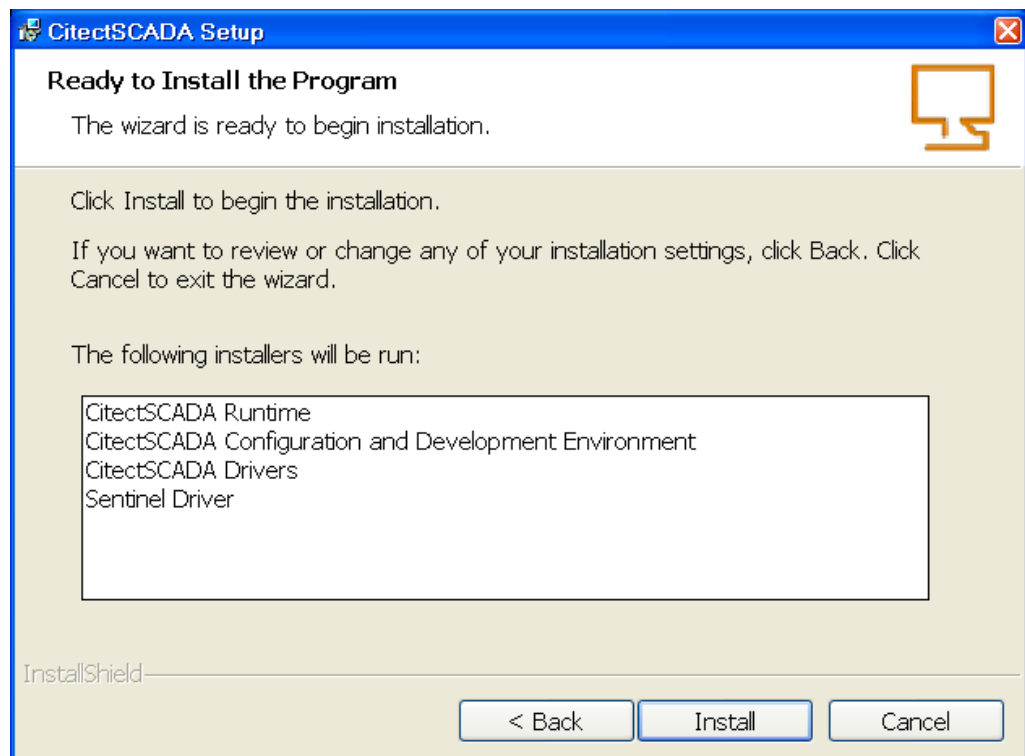 CitectSCADA Setup
Ready to Install the Program
The wizard is ready to begin installation.
Click Install to begin the installation.
If you want to review or change any of your installation settings, click Back. Click
Cancel to exit the wizard.
The following installers will be run:
CitectSCADA Runtime
CitectSCADA Configuration and Development Environment
CitectSCADA Drivers
Sentinel Driver
InstallShield
< Back
Install
Cancel